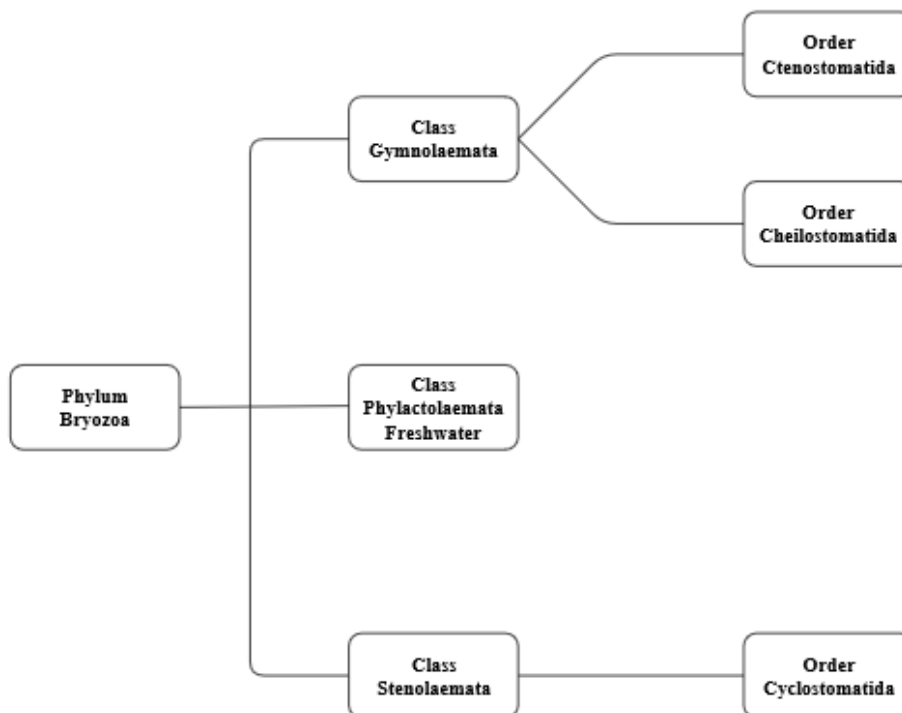 Order
Ctenostomatida
Class
Gymnolaemata
Order
Cheilostomatida
Phylum
Bryozoa
Class
Phylactolaemata
Freshwater
Class
Stenolaemata
Order
Cyclostomatida